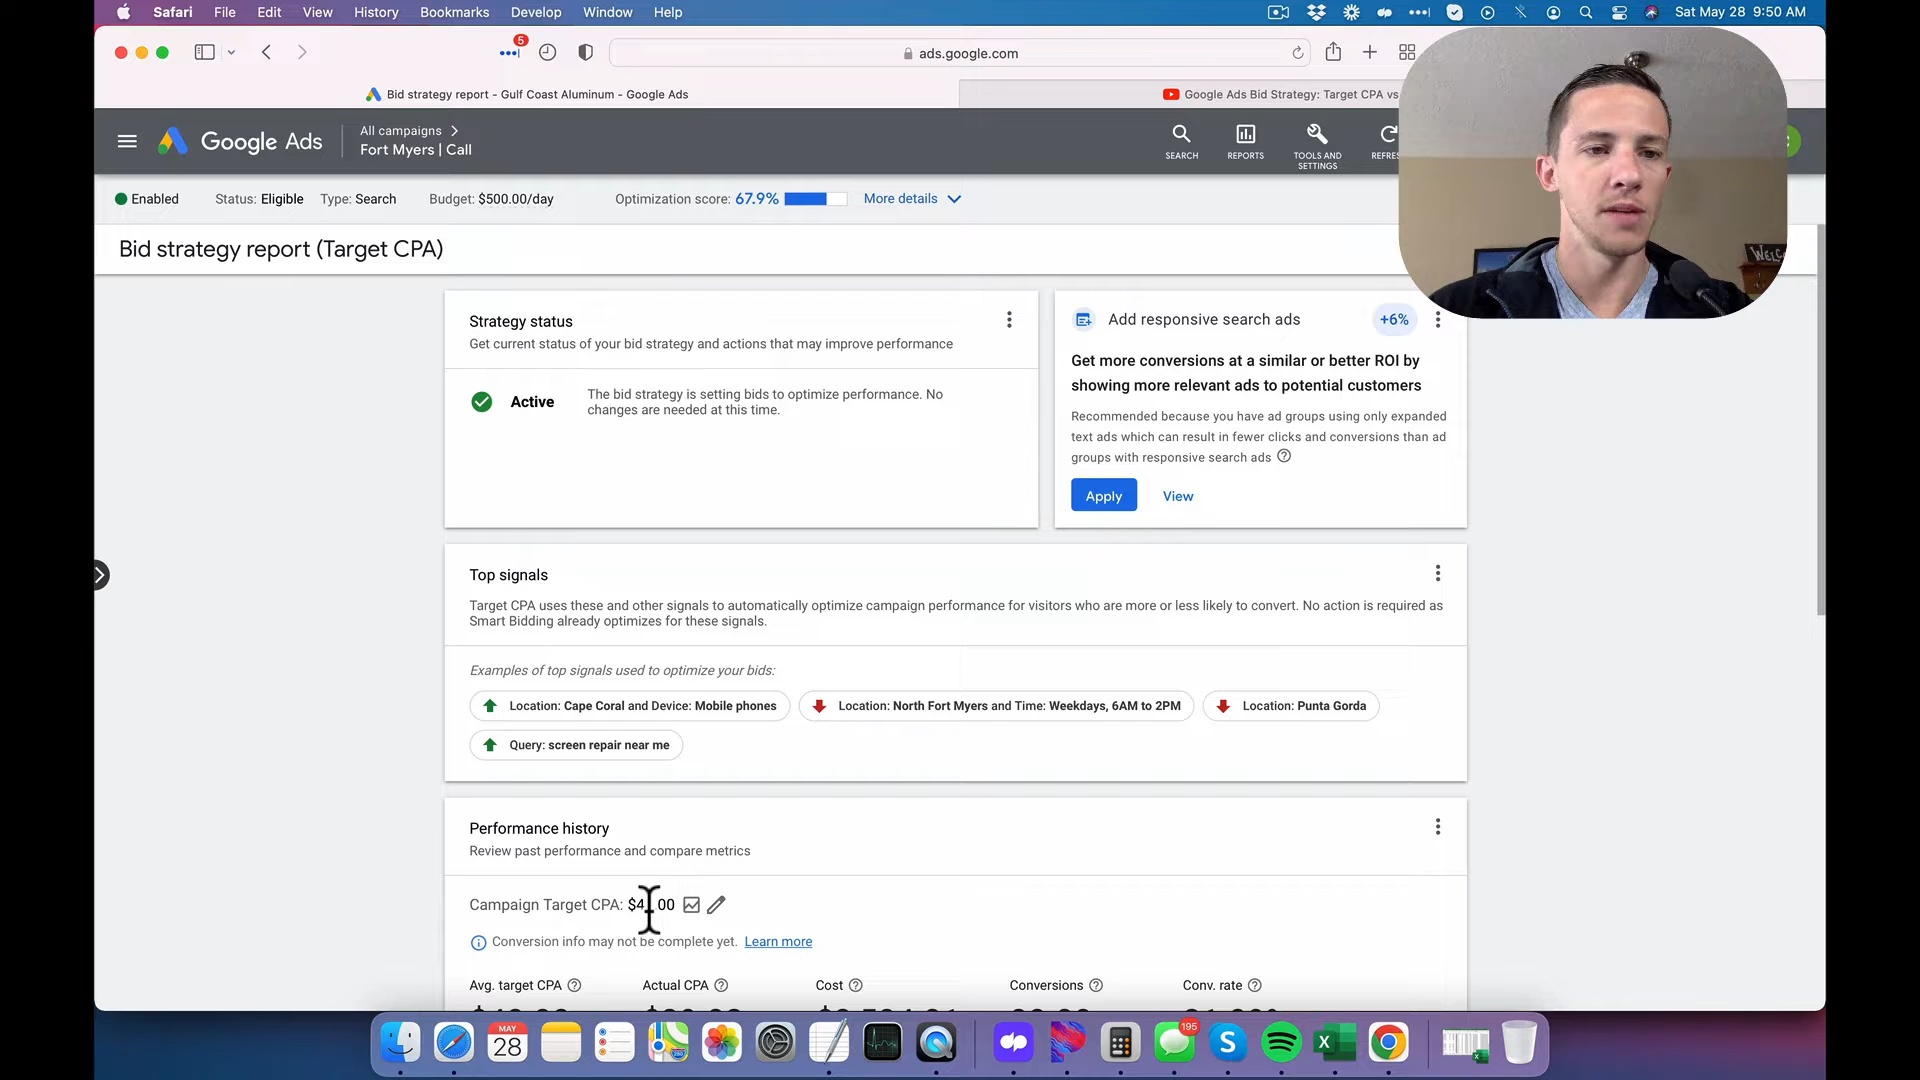 Safari File Edit View History Bookmarks Develop Window Help Sat May 28 9:50 AM
5
ads.google.com
Bid strategy report - Gulf Coast Aluminum - Google Ads
Google Ads Bid Strategy: Target CPA vs
Google Ads
All campaigns
Fort Myers | Call
SEARCH
REPORTS
TOOLS AND
SETTINGS
Enabled Status: Eligible Type: Search Budget: $500.00/day Optimization score: 67.9% More details
Bid strategy report (Target CPA)
Strategy status
Get current status of your bid strategy and actions that may improve performance
Active
The bid strategy is setting bids to optimize performance. No
changes are needed at this time.
Add responsive search ads +6%
Get more conversions at a similar or better ROI by
showing more relevant ads to potential customers
Recommended because you have ad groups using only expanded
text ads which can result in fewer clicks and conversions than ad
groups with responsive search ads
Apply View
Top signals
Target CPA uses these and other signals to automatically optimize campaign performance for visitors who are more or less likely to convert. No action is required as
Smart Bidding already optimizes for these signals.
Examples of top signals used to optimize your bids:
Location: Cape Coral and Device: Mobile phones
Location: North Fort Myers and Time: Weekdays, 6AM to 2PM
Location: Punta Gorda
Query: screen repair near me
Performance history
Review past performance and compare metrics
Campaign Target CPA:
Conversion info may not be complete yet. Learn more
Avg. target CPA Actual CPA Cost Conversions Conv. rate
MAY
28
195